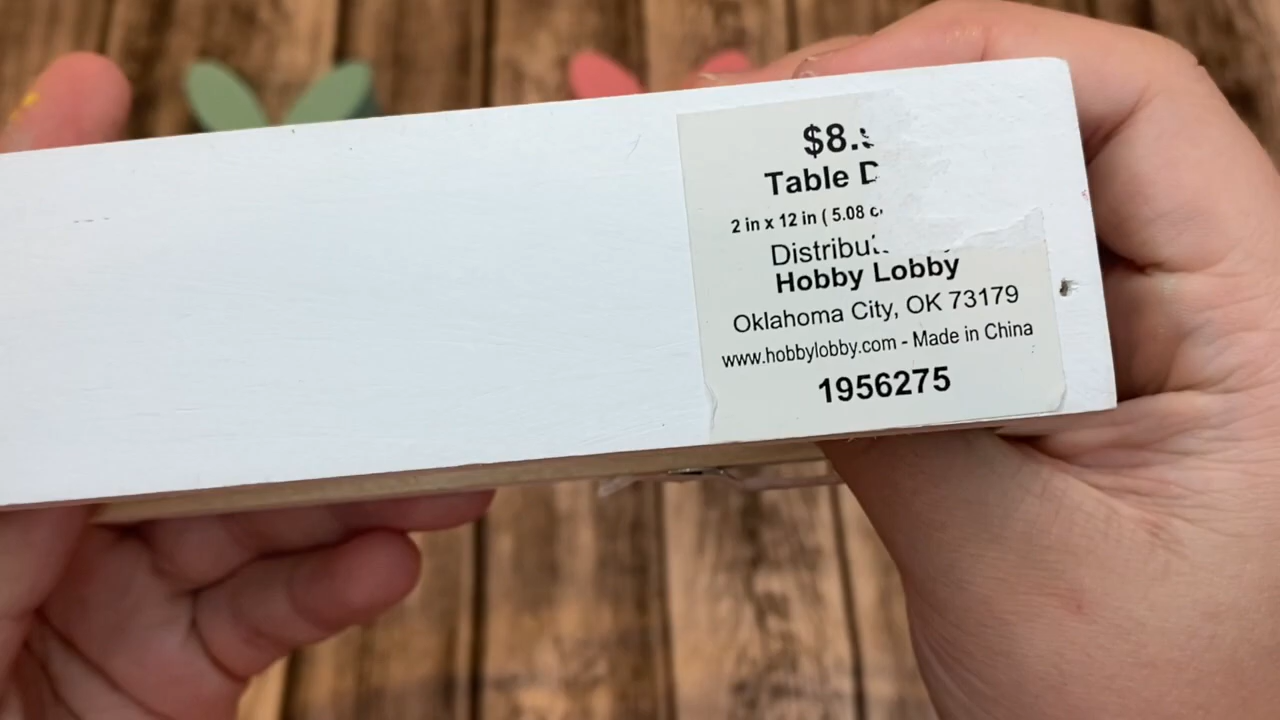 $8.
Table
2 in x 12 in ( 5.08
Hobby Lobby
Oklahoma City, OK 73179
www.hobbylobby.com - Made in China
1956275